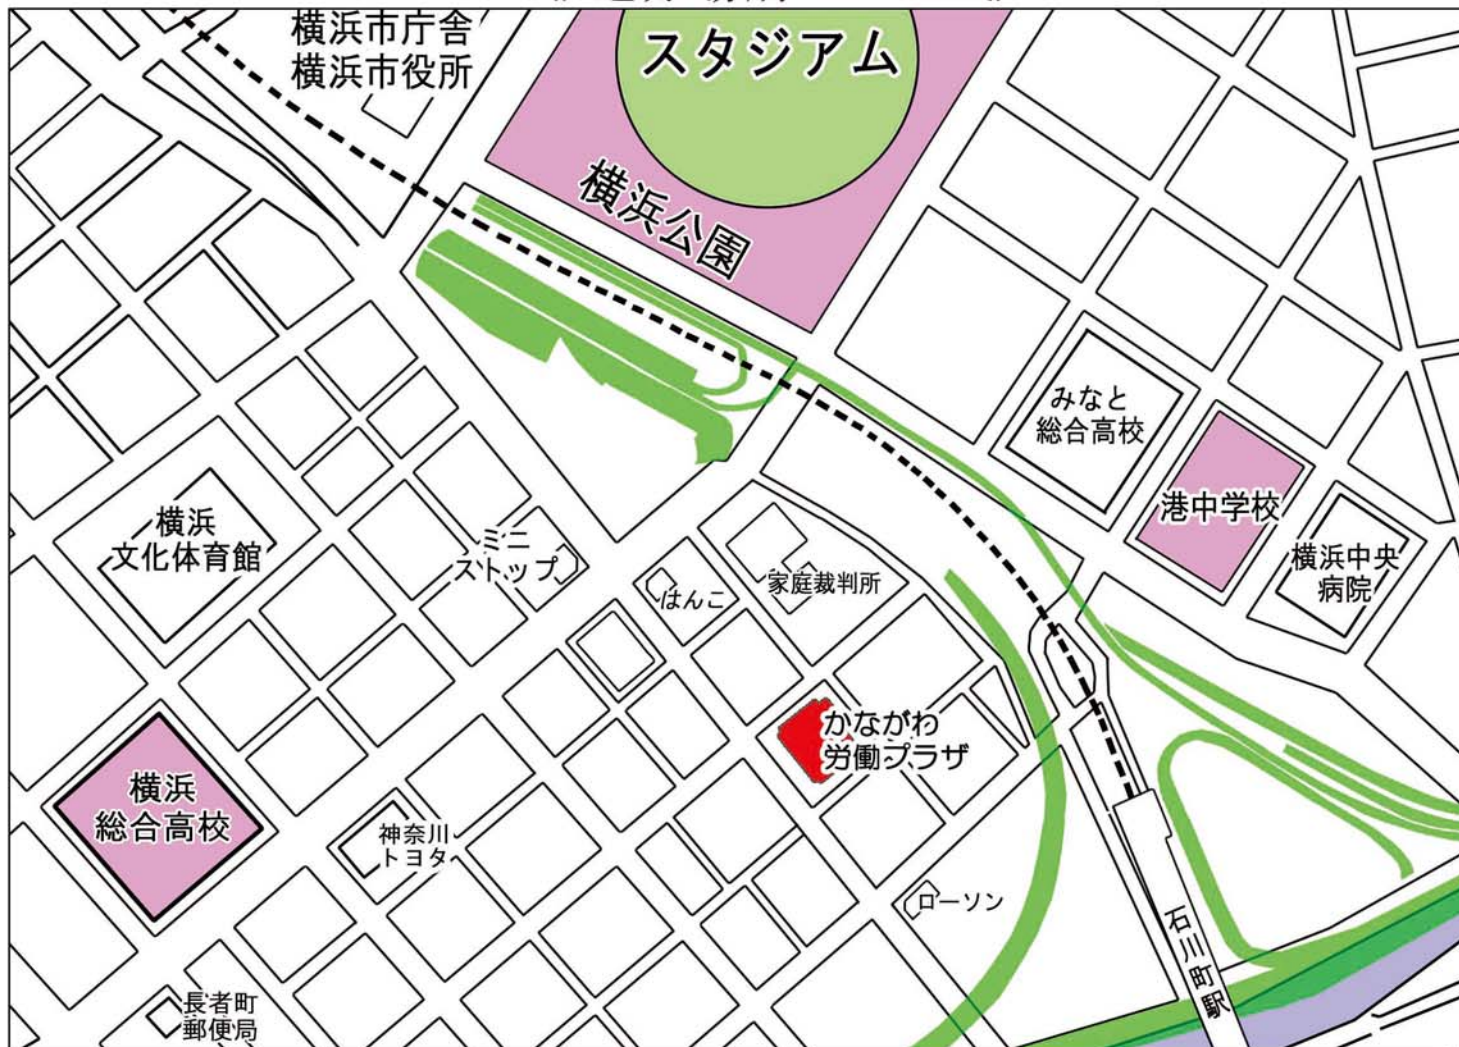 横浜市庁舎
横浜市役所
スタジアム
横浜公園
みなと
総合高校
港中学校
横浜中央
病院
横浜
文化体育館
ミニ
ストップ
はんこ
家庭裁判所
かながわ
労働プラザ
横浜
総合高校
神奈川
トヨタ
ローソン
石川町駅
長者町
郵便局